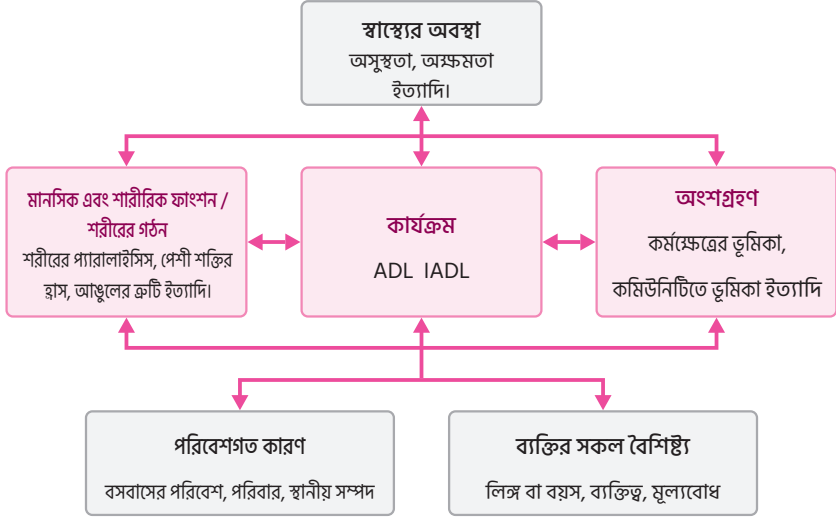 স্বাস্থ্যের অবস্থা
অসুস্থতা, অক্ষমতা
ইত্যাদি।
মানসিক এবং শারীরিক ফাংশন /
শরীরের গঠন
শরীরের প্যারালাইসিস, পেশী শক্তির
হ্রাস, আঙুলের ত্রুটি ইত্যাদি।
কার্যক্রম
ADL IADL
অংশগ্রহণ
কর্মক্ষেত্রের ভূমিকা,
কমিউনিটিতে ভূমিকা ইত্যাদি
পরিবেশগত কারণ
বসবাসের পরিবেশ, পরিবার, স্থানীয় সম্পদ
ব্যক্তির সকল বৈশিষ্ট্য
লিঙ্গ বা বয়স, ব্যক্তিত্ব, মূল্যবোধ